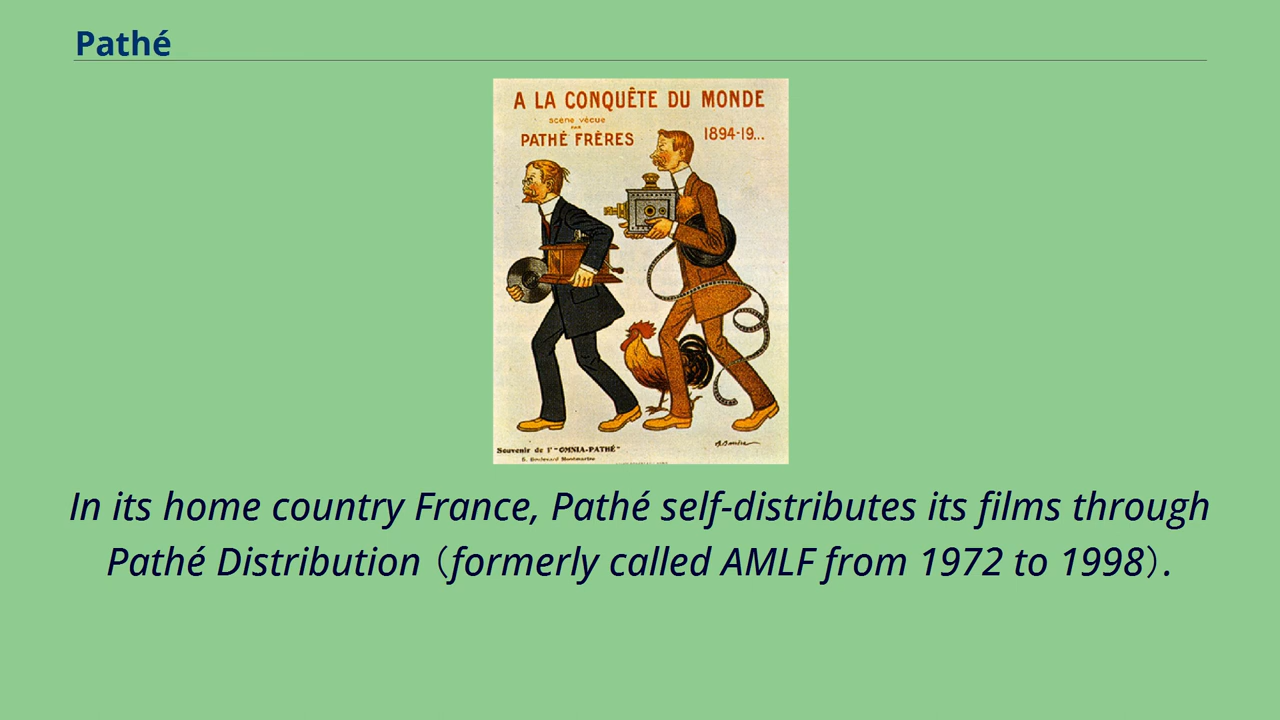 Pathé
A LA CONQUÊTE DU MONDE
scène vécue
PAR
PATHÉ FRÈRES
1894-19...
Souvenir de l'"OMNIA-PATHÉ"
5. Boulevard Montmartre
In its home country France, Pathé self-distributes its films through
Pathé Distribution （formerly called AMLF from 1972 to 1998）.